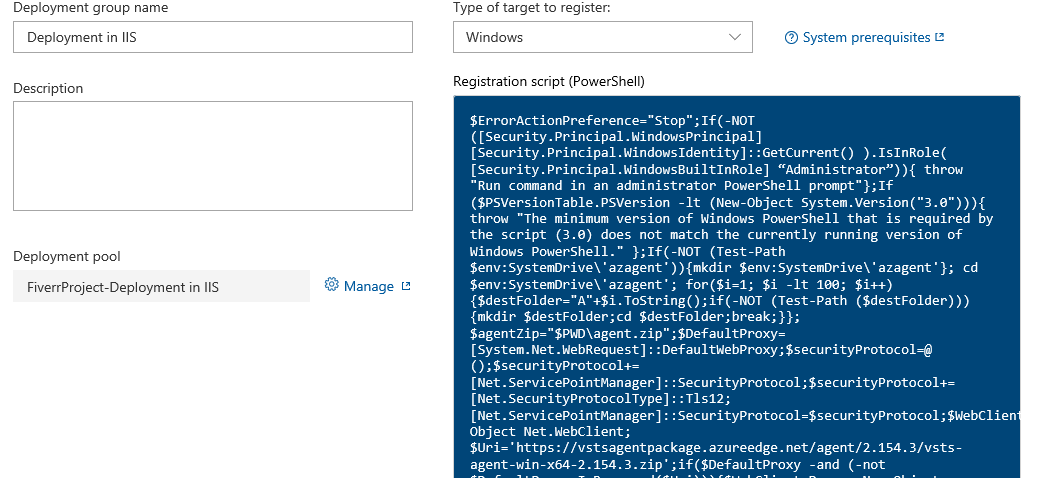 Deployment group name
Deployment in IIS
Description
Deployment pool
FiverrProject-Deployment in IIS
Manage
Type of target to register:
Windows
System prerequisites
Registration script (PowerShell)
$ErrorActionPreference="Stop";If(-NOT
([Security.Principal.WindowsPrincipal]
[Security.Principal.WindowsIdentity]::GetCurrent() ).IsInRole(
[Security.Principal.WindowsBuiltInRole] “Administrator”)){ throw
"Run command in an administrator PowerShell prompt"};If
($PSVersionTable.PSVersion -lt (New-Object System.Version("3.0"))){
throw "The minimum version of Windows PowerShell that is required by
the script (3.0) does not match the currently running version of
Windows PowerShell." };If(-NOT (Test-Path
$env:SystemDrive\'azagent')){mkdir $env:SystemDrive\'azagent'}; cd
$env:SystemDrive\'azagent'; for($i=1; $i -lt 100; $i++)
{$destFolder="A"+$i.ToString();if(-NOT (Test-Path ($destFolder)))
{mkdir $destFolder;cd $destFolder;break;}};
$agentZip="$PWD\agent.zip";$DefaultProxy=
[System.Net.WebRequest]::DefaultWebProxy;$securityProtocol=@
();$securityProtocol+=
[Net.ServicePointManager]::SecurityProtocol;$securityProtocol+=
[Net.SecurityProtocolType]::Tls12;
[Net.ServicePointManager]::SecurityProtocol=$securityProtocol;$WebClient
Object Net.WebClient;
$Uri='https://vstsagentpackage.azureedge.net/agent/2.154.3/vsts-
agent-win-x64-2.154.3.zip';if($DefaultProxy -and (-not